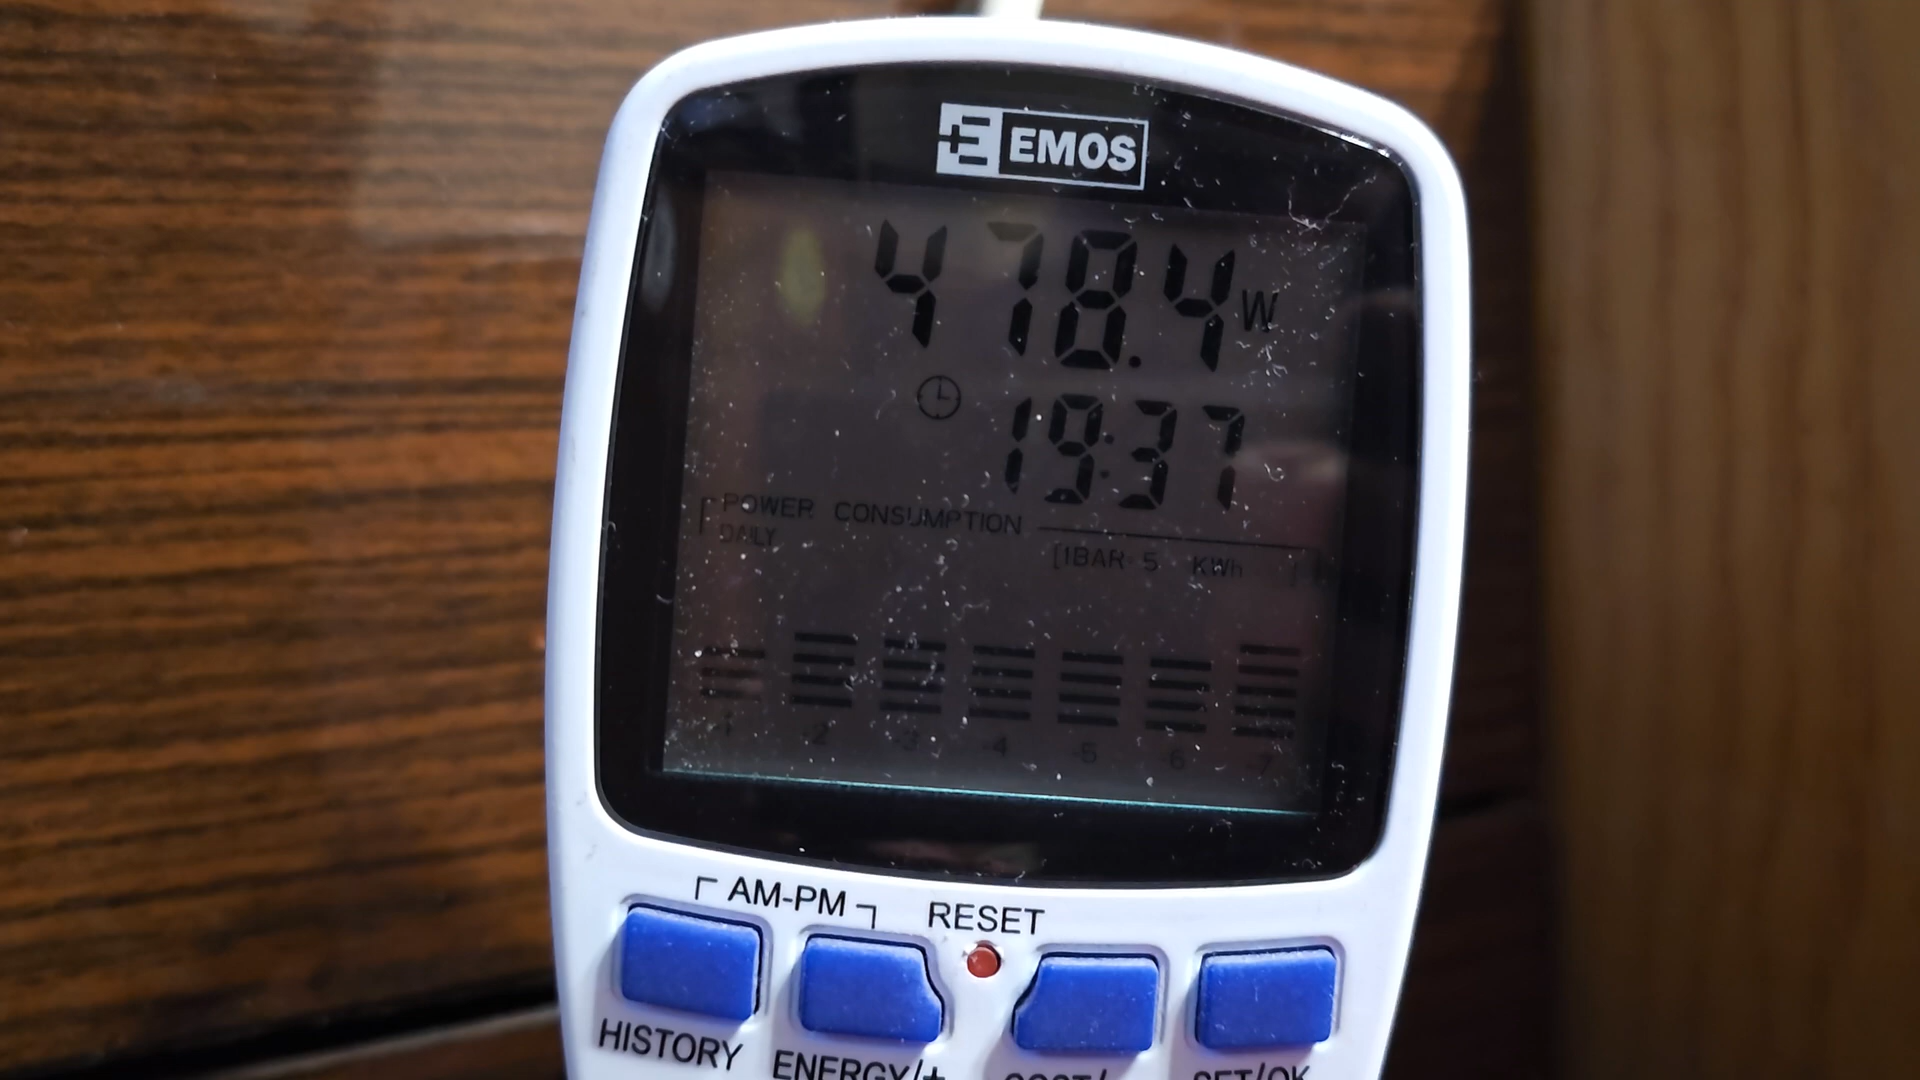 EMOS
478.4 W
19:37
POWER CONSUMPTION
DAILY
[1BAR= 5 KWh ]
-1 -2 -3 -4 -5 -6 -7
AM-PM
RESET
HISTORY
ENERGY/+
COST/-
SET/OK